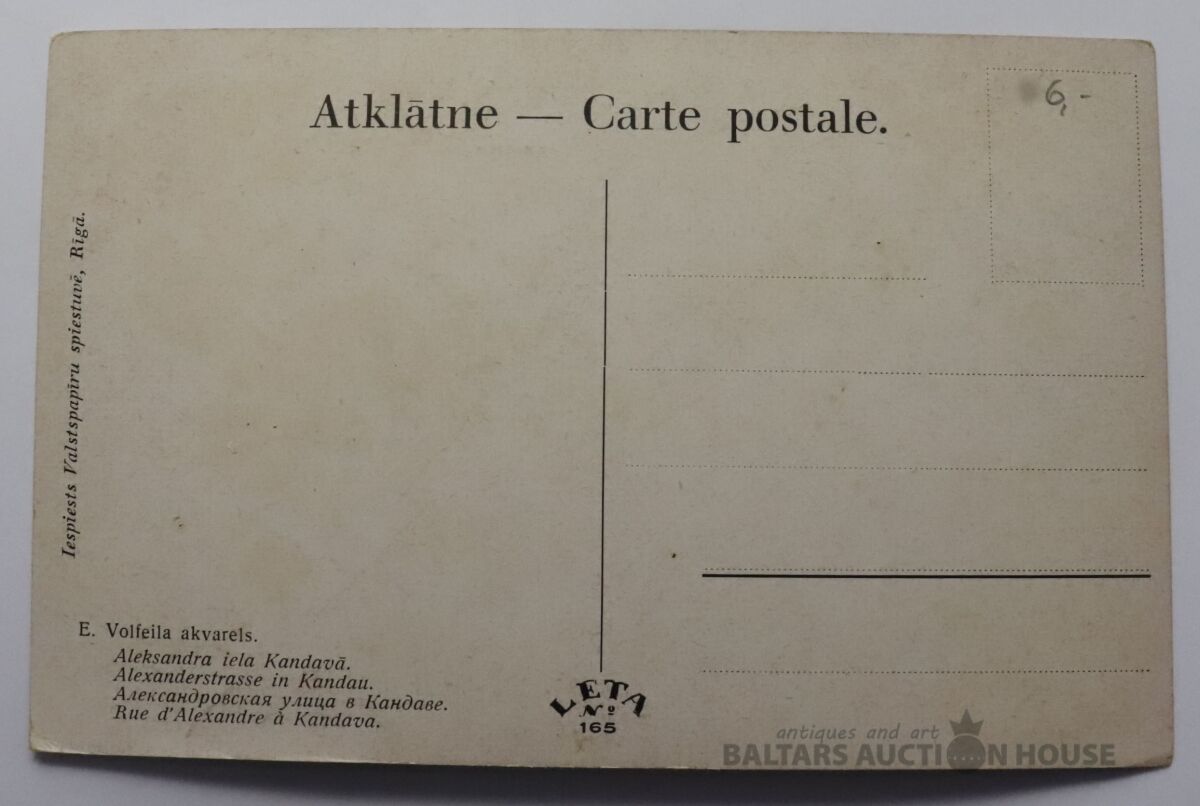 Atklātne — Carte postale.
6,-
Iespiests Valstspapīru spiestuvē, Rīgā.
E. Volfeila akvarels.
Aleksandra iela Kandavā.
Alexanderstrasse in Kandau.
Александровская улица в Кандаве.
Rue d'Alexandre à Kandava.
LETA
№
165
antiques and art
BALTARS AUCTION HOUSE